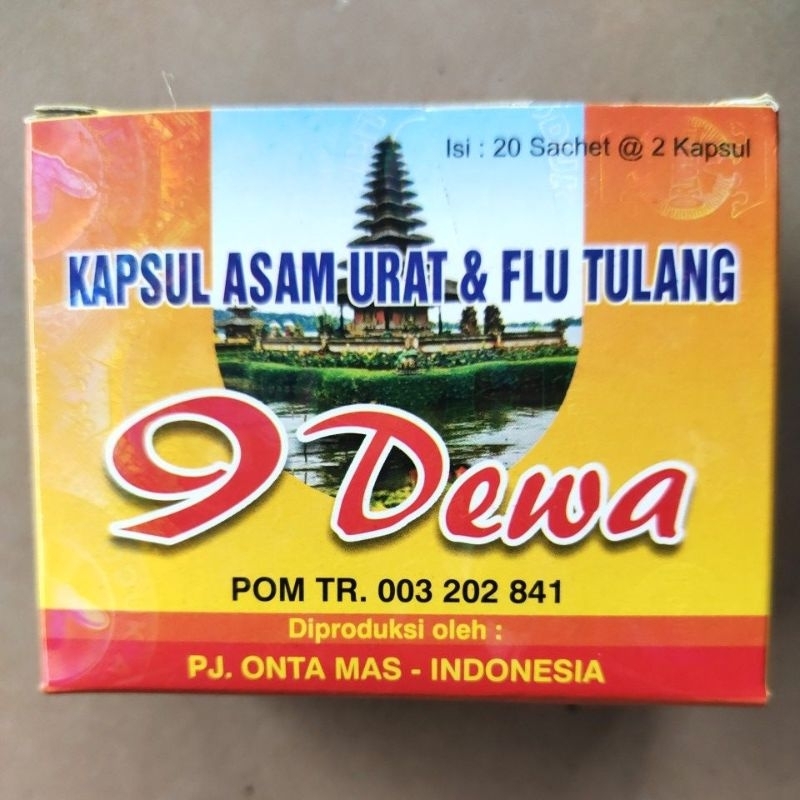 Isi : 20 Sachet @ 2 Kapsul
KAPSUL ASAM URAT & FLU TULANG
9 Dewa
POM TR. 003 202 841
Diproduksi oleh :
PJ. ONTA MAS - INDONESIA